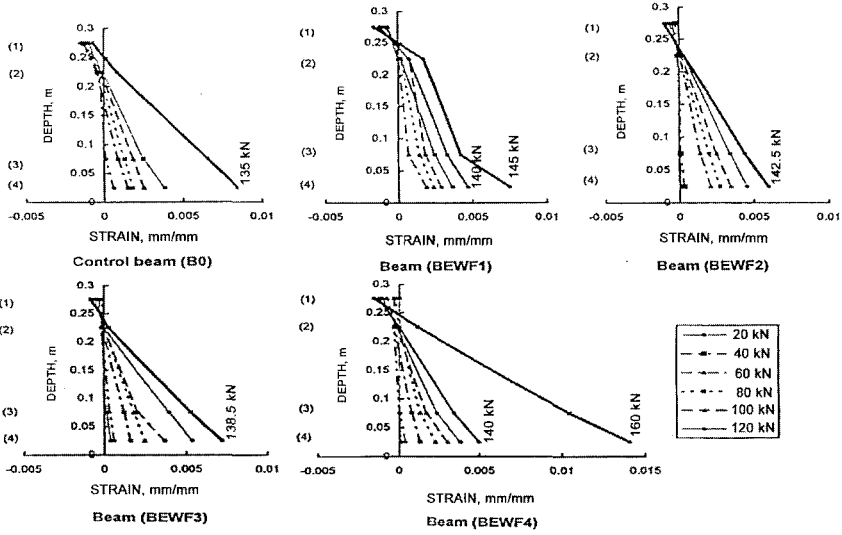 0.3
(1)
0.25
(2)
0.2
DEPTH, m
0.15
0.1
(3)
0.05
(4)
0
-0.005 0 0.005 0.01
135 kN
STRAIN, mm/mm
Control beam (B0)
0.3
(1)
0.25
(2)
0.2
DEPTH, m
0.15
0.1
(3)
0.05
(4)
0
-0.005 0 0.005 0.01
140 kN
145 kN
STRAIN, mm/mm
Beam (BEWF1)
0.3
(1)
0.25
(2)
0.2
DEPTH, m
0.15
0.1
(3)
0.05
(4)
0
-0.005 0 0.005 0.01
142.5 kN
STRAIN, mm/mm
Beam (BEWF2)
0.3
(1)
0.25
(2)
0.2
DEPTH, m
0.15
0.1
(3)
0.05
(4)
0
-0.005 0 0.005 0.01
138.5 kN
STRAIN, mm/mm
Beam (BEWF3)
0.3
(1)
0.25
(2)
0.2
DEPTH, m
0.15
0.1
(3)
0.05
(4)
0
-0.005 0 0.005 0.01 0.015
140 kN
160 kN
STRAIN, mm/mm
Beam (BEWF4)
20 kN
40 kN
60 kN
80 kN
100 kN
120 kN